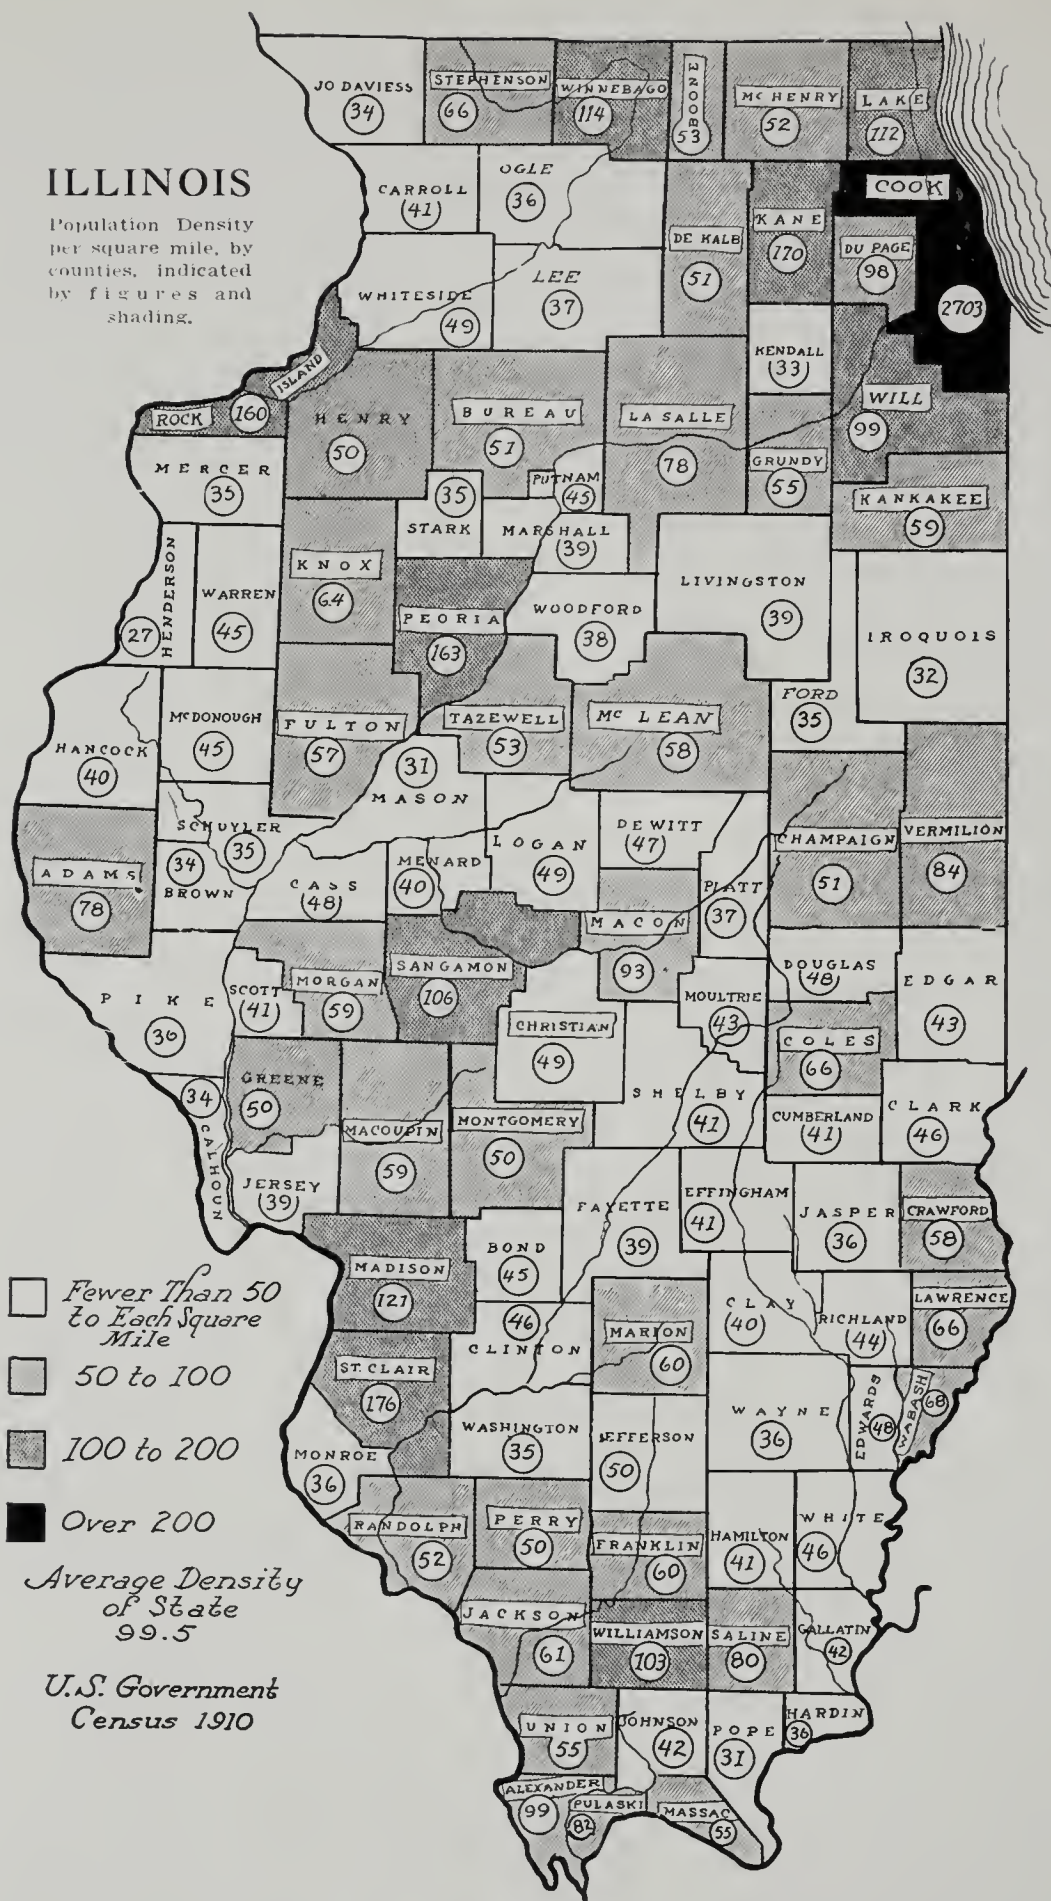 ILLINOIS
Population Density
per square mile, by
counties, indicated
by figures and
shading.
JO DAVIESS
34
STEPHENSON
66
WINNEBAGO
114
BOONE
53
McHENRY
52
LAKE
112
CARROLL
(41)
OGLE
36
DE KALB
51
KANE
170
COOK
2703
DU PAGE
98
WHITESIDE
49
LEE
37
KENDALL
(33)
WILL
99
ROCK ISLAND
160
HENRY
50
BUREAU
51
LA SALLE
78
GRUNDY
55
KANKAKEE
59
MERCER
35
35
STARK
PUTNAM
45
MARSHALL
(39)
HENDERSON
27
WARREN
45
KNOX
64
PEORIA
163
WOODFORD
38
LIVINGSTON
39
IROQUOIS
32
FORD
35
HANCOCK
40
McDONOUGH
45
FULTON
57
TAZEWELL
53
Mc LEAN
58
31
MASON
SCHUYLER
35
ADAMS
78
34
BROWN
CASS
(48)
MENARD
40
LOGAN
49
DEWITT
(47)
PIATT
37
CHAMPAIGN
51
VERMILION
84
MACON
93
SANGAMON
106
MORGAN
59
SCOTT
(41)
PIKE
36
CHRISTIAN
49
MOULTRIE
43
DOUGLAS
(48)
EDGAR
43
COLES
66
SHELBY
41
CUMBERLAND
(41)
CLARK
46
34
CALHOUN
GREENE
50
MACOUPIN
59
MONTGOMERY
50
JERSEY
(39)
FAYETTE
39
EFFINGHAM
41
JASPER
36
CRAWFORD
58
BOND
45
MADISON
121
46
CLINTON
MARION
60
CLAY
(40)
RICHLAND
(44)
LAWRENCE
66
ST. CLAIR
176
WASHINGTON
35
JEFFERSON
50
WAYNE
36
EDWARDS
48
WABASH
68
MONROE
36
RANDOLPH
52
PERRY
50
FRANKLIN
60
HAMILTON
41
WHITE
46
JACKSON
61
WILLIAMSON
103
SALINE
80
GALLATIN
42
UNION
55
JOHNSON
42
POPE
31
HARDIN
36
ALEXANDER
99
PULASKI
82
MASSAC
55
Fewer Than 50
to Each Square
Mile
50 to 100
100 to 200
Over 200
Average Density
of State
99.5
U.S. Government
Census 1910